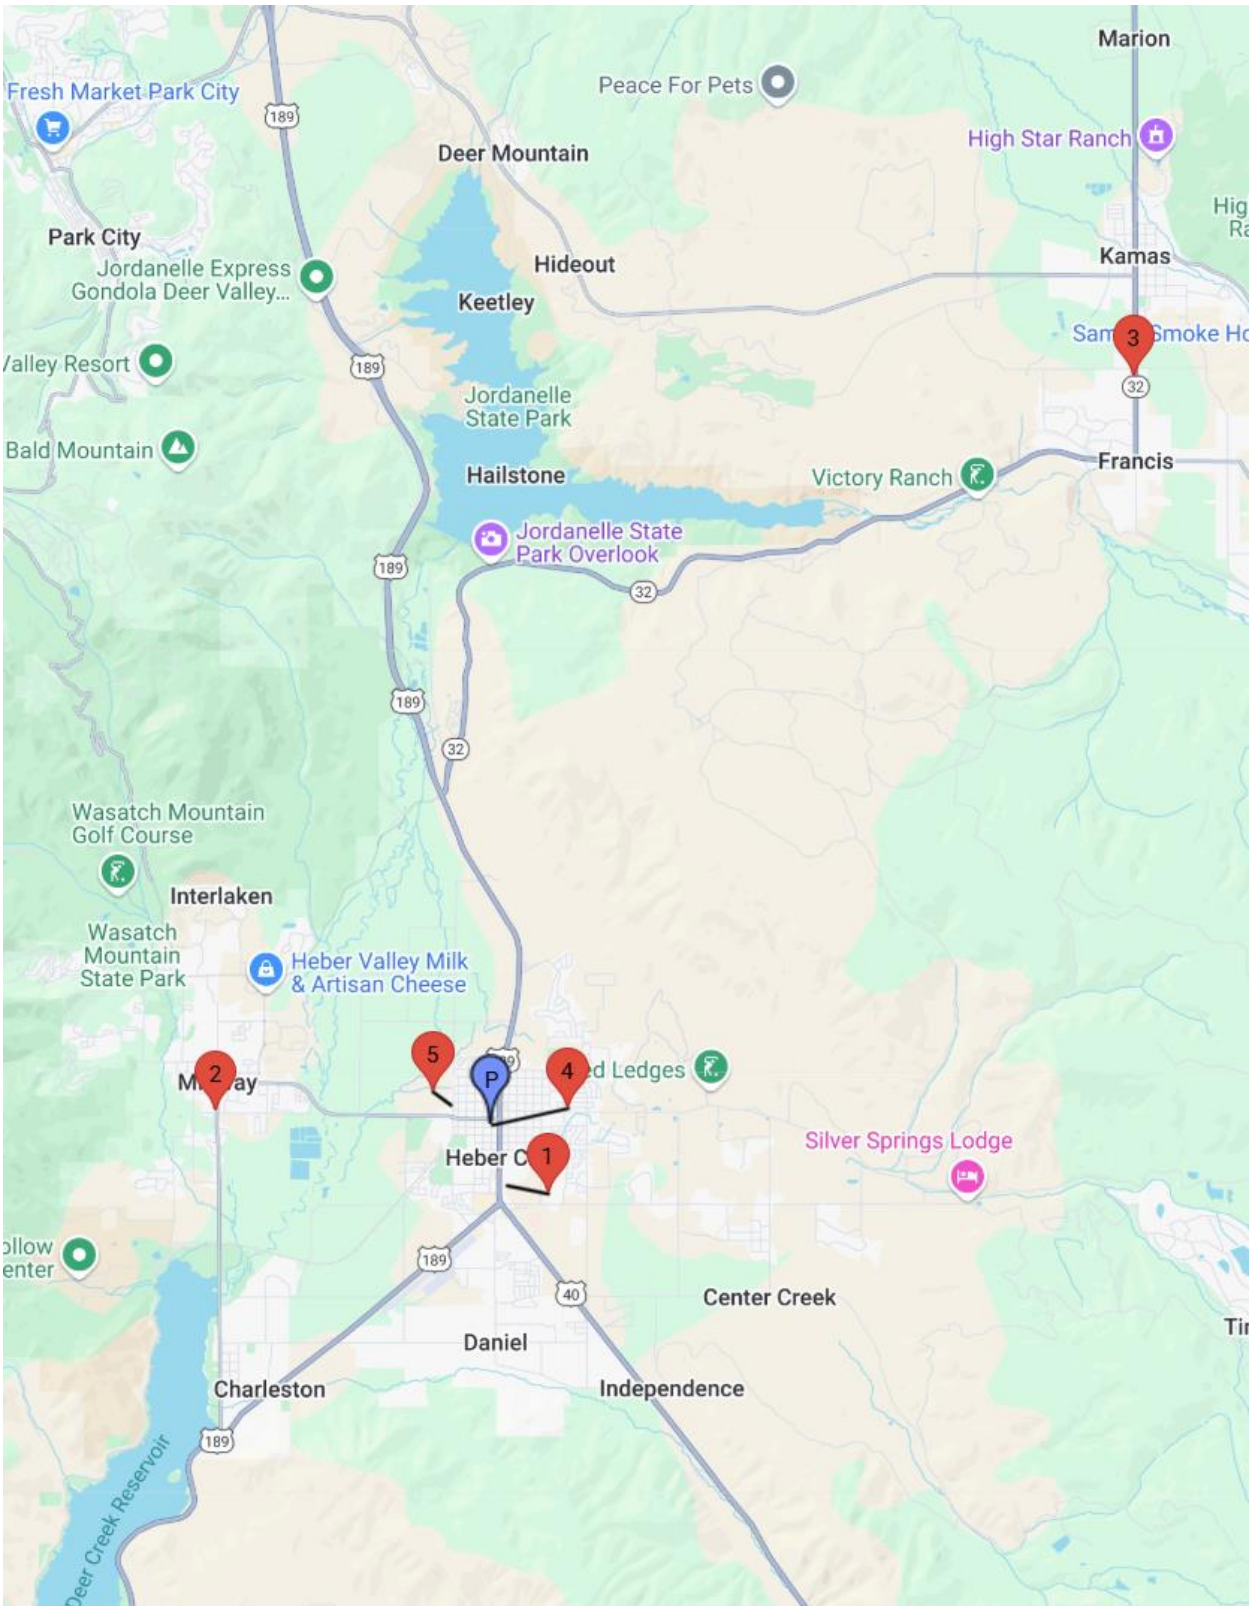 Marion
Fresh Market Park City
Peace For Pets
189
High Star Ranch
Deer Mountain
Hig
Ra
Park City
Kamas
Hideout
Jordanelle Express
Gondola Deer Valley...
Keetley
3
Smoke Ho
Valley Resort
189
32
Jordanelle
State Park
Bald Mountain
Francis
Hailstone
Victory Ranch
Jordanelle State
Park Overlook
189
32
189
32
Wasatch Mountain
Golf Course
Interlaken
Wasatch
Mountain
State Park
Heber Valley Milk
& Artisan Cheese
5
4
2
P
ed Ledges
Silver Springs Lodge
1
Heber C
ollow
enter
189
40
Center Creek
Tim
Daniel
Charleston
Independence
189
Deer Creek Reservoir